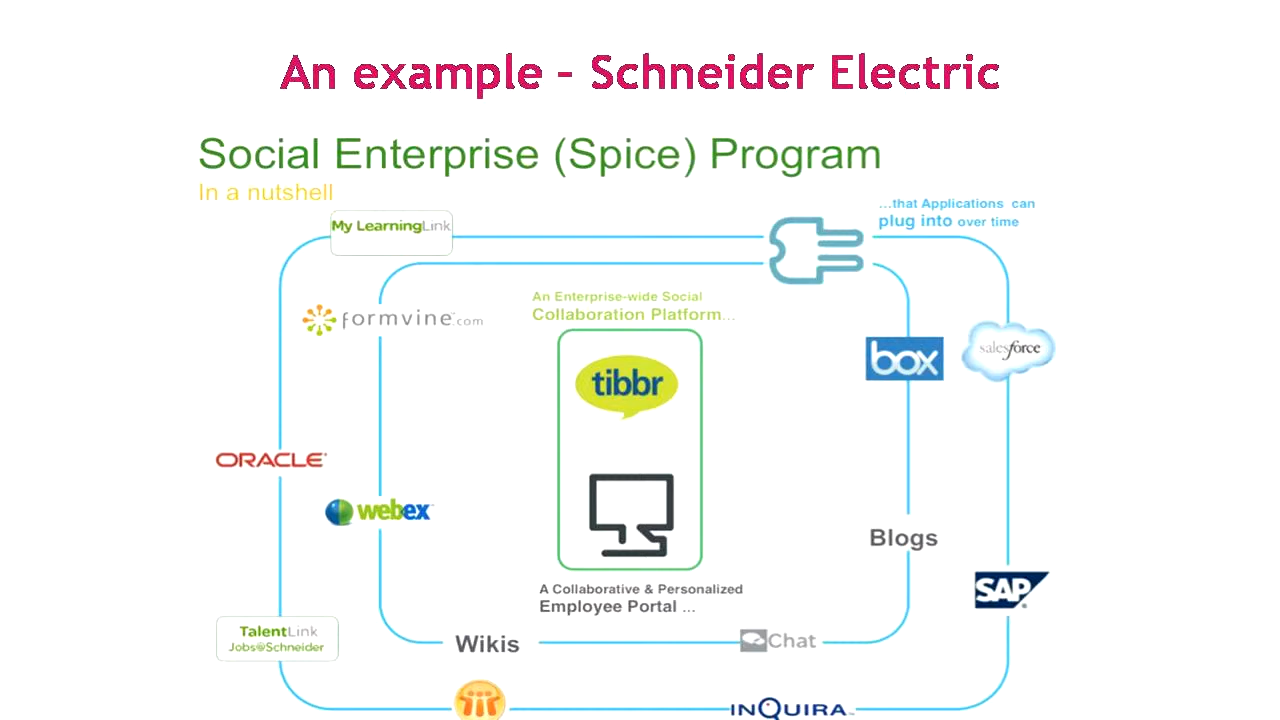 An example – Schneider Electric
Social Enterprise (Spice) Program
In a nutshell
...that Applications can
plug into over time
My LearningLink
An Enterprise-wide Social
Collaboration Platform...
formvine.com
box
salesforce
tibbr
ORACLE
webex
Blogs
SAP
A Collaborative & Personalized
Employee Portal ...
TalentLink
Jobs@Schneider
Wikis
Chat
INQUIRA